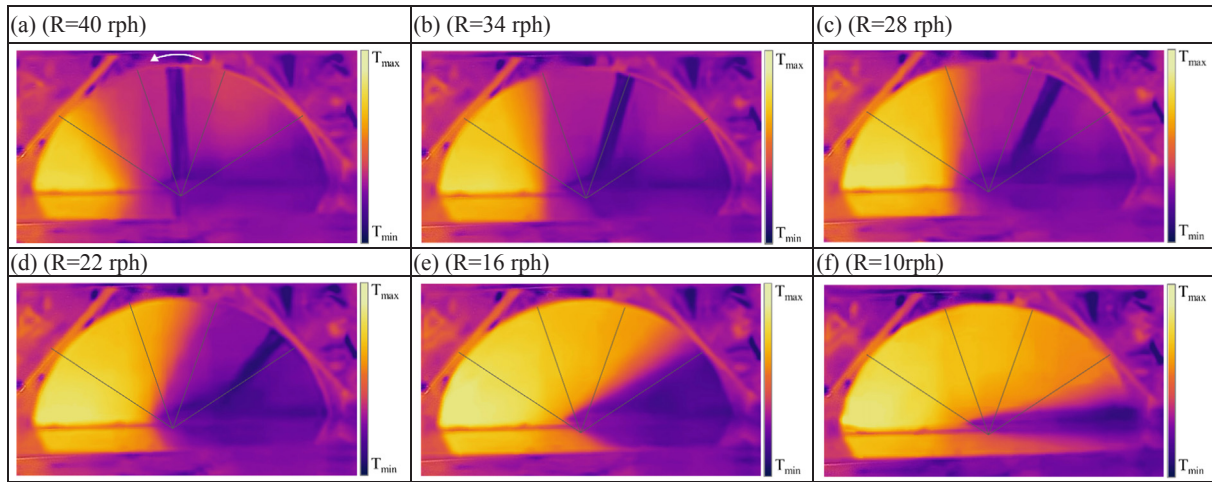 (a) (R=40 rph)
(b) (R=34 rph)
(c) (R=28 rph)
Tmax
Tmax
Tmax
Tmin
Tmin
Tmin
(d) (R=22 rph)
(e) (R=16 rph)
(f) (R=10rph)
Tmax
Tmax
Tmax
Tmin
Tmin
Tmin